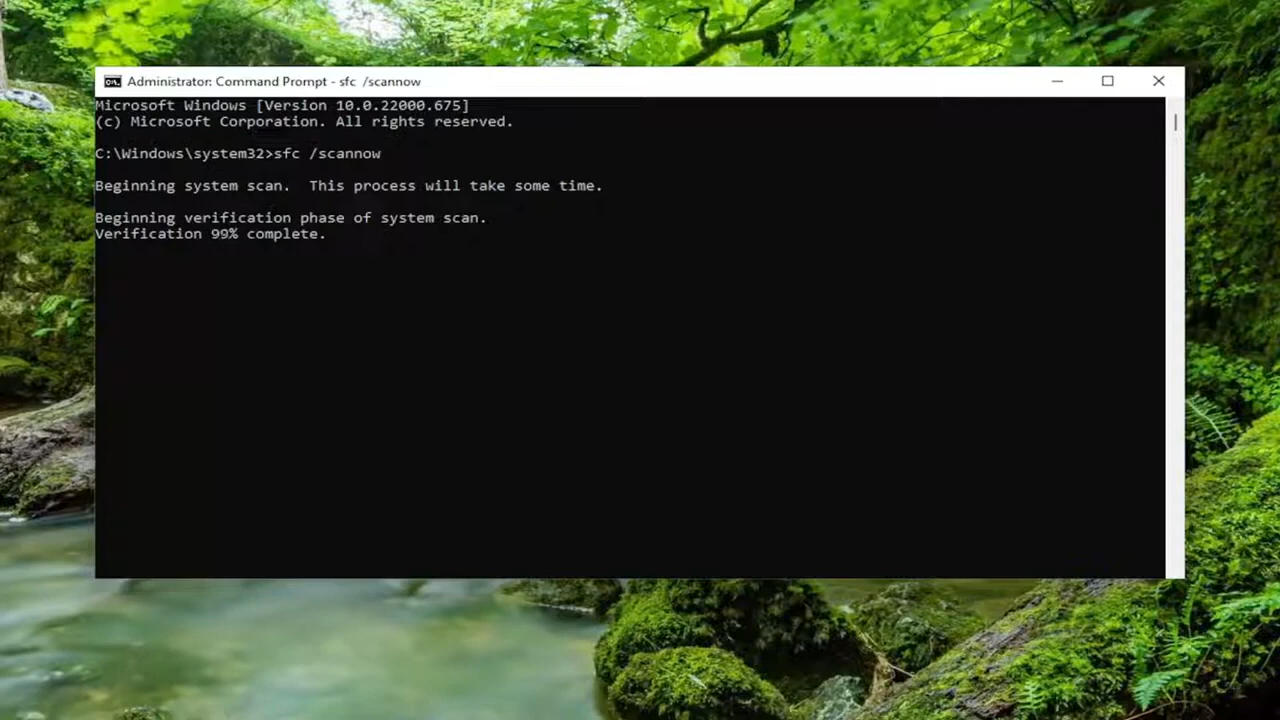 Administrator: Command Prompt - sfc  /scannow
Microsoft Windows [Version 10.0.22000.675]
(c) Microsoft Corporation. All rights reserved.
C:\Windows\system32>sfc /scannow
Beginning system scan.  This process will take some time.
Beginning verification phase of system scan.
Verification 99% complete.